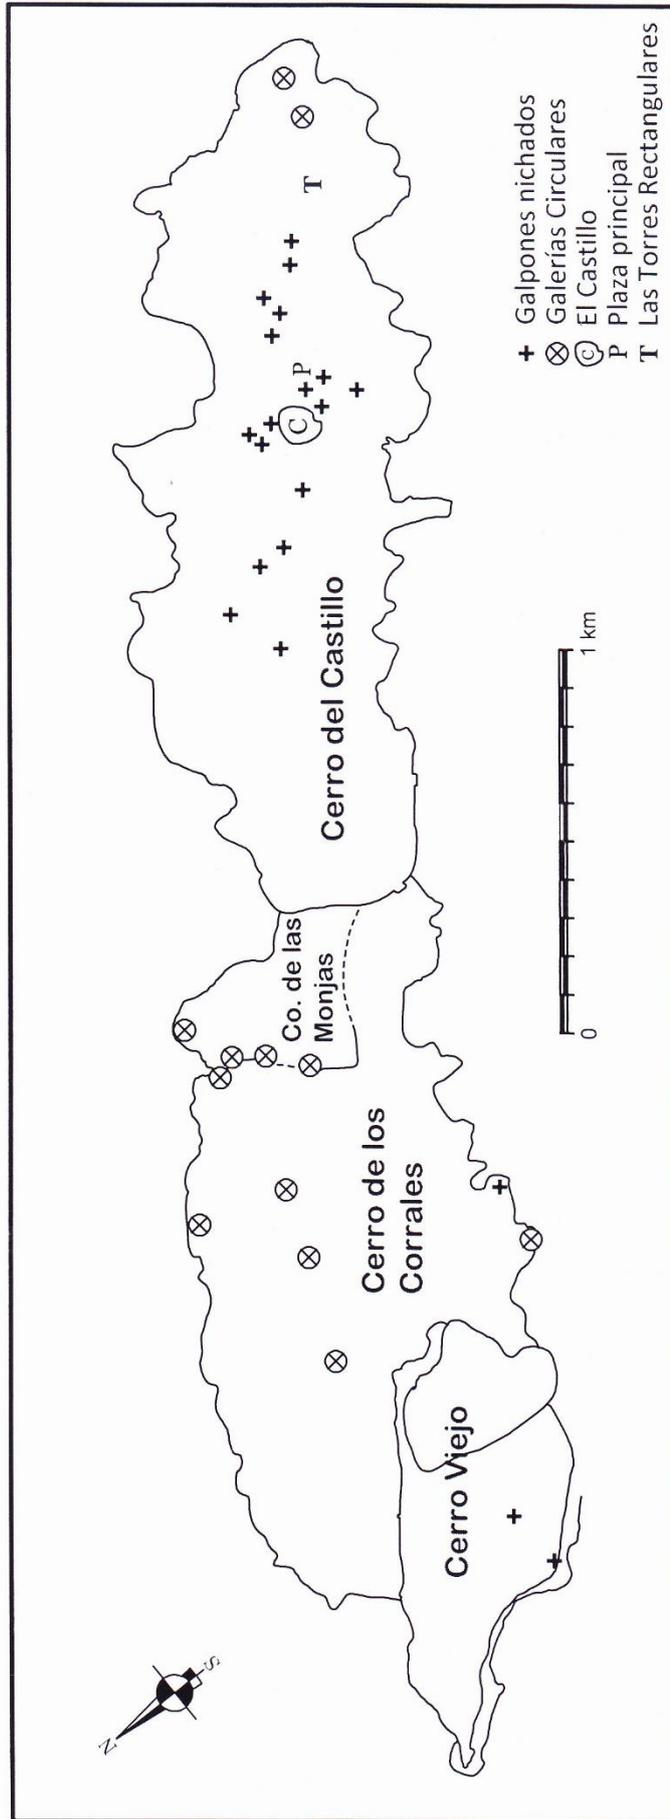 Cerro Viejo
Cerro de los
Corrales
Co. de las
Monjas
Cerro del Castillo
C
P
T
N
S
0
1 km
Galpones nichados
Galerías Circulares
C El Castillo
P Plaza principal
T Las Torres Rectangulares